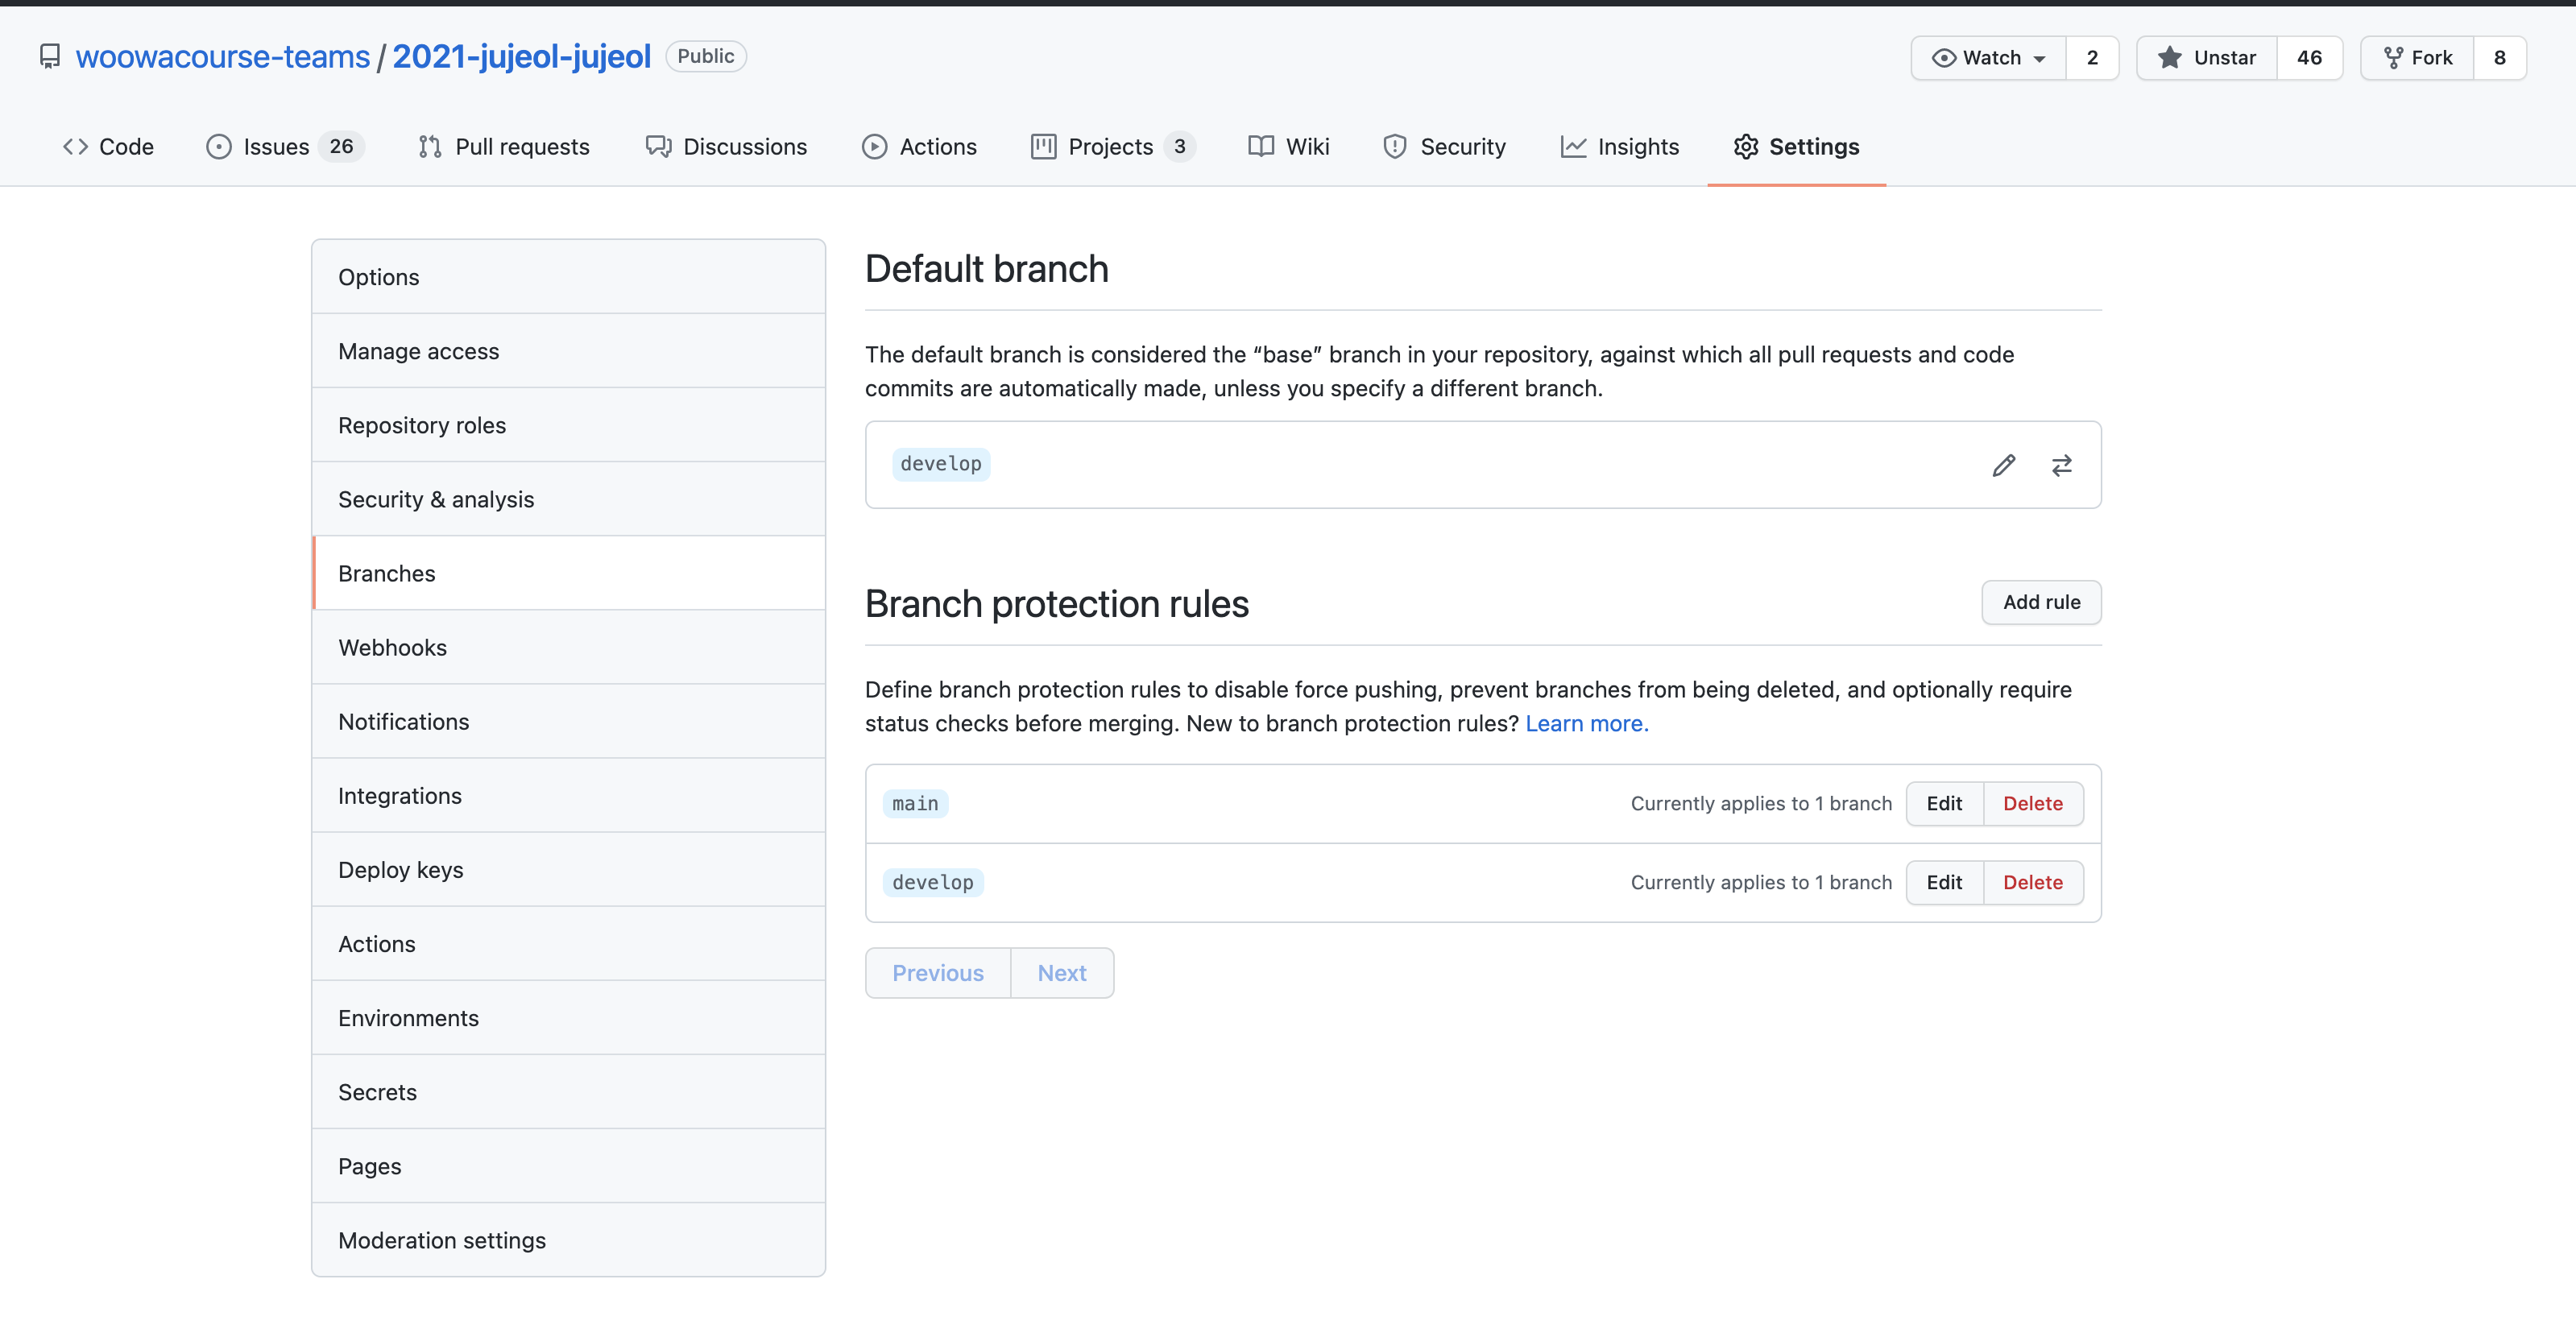 woowacourse-teams / 2021-jujeol-jujeol Public
Watch 2 Unstar 46 Fork 8
Code Issues 26 Pull requests Discussions Actions Projects 3 Wiki Security Insights Settings
Options
Manage access
Repository roles
Security & analysis
Branches
Webhooks
Notifications
Integrations
Deploy keys
Actions
Environments
Secrets
Pages
Moderation settings
Default branch
The default branch is considered the “base” branch in your repository, against which all pull requests and code
commits are automatically made, unless you specify a different branch.
develop
Branch protection rules Add rule
Define branch protection rules to disable force pushing, prevent branches from being deleted, and optionally require
status checks before merging. New to branch protection rules? Learn more.
main Currently applies to 1 branch Edit Delete
develop Currently applies to 1 branch Edit Delete
Previous Next